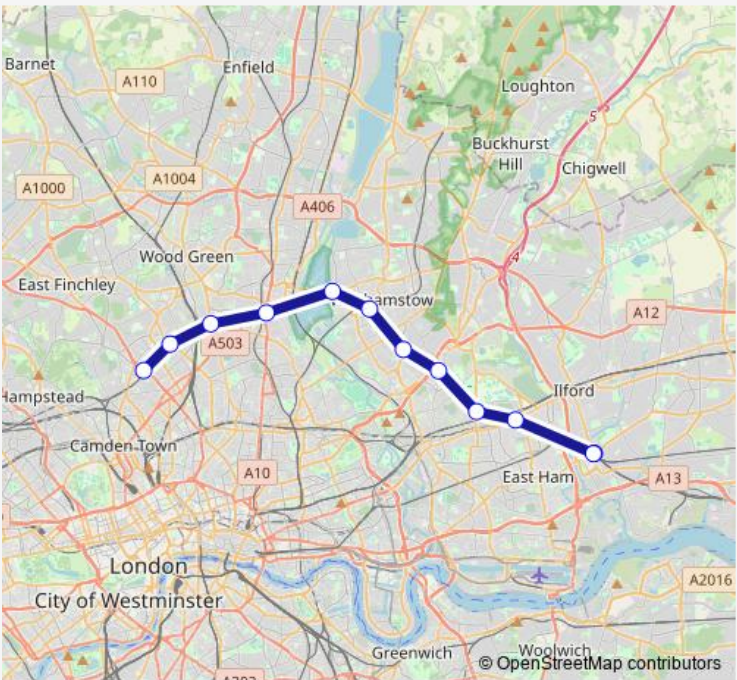 Barnet
Enfield
A110
Loughton
5
Buckhurst
Hill
Chigwell
A1000
A1004
A406
Wood Green
4
East Finchley
hamstow
A12
A503
Hampstead
Ilford
Camden Town
A10
East Ham
A13
London
A2016
City of Westminster
Greenwich
Woolwich
© OpenStreetMap contributors